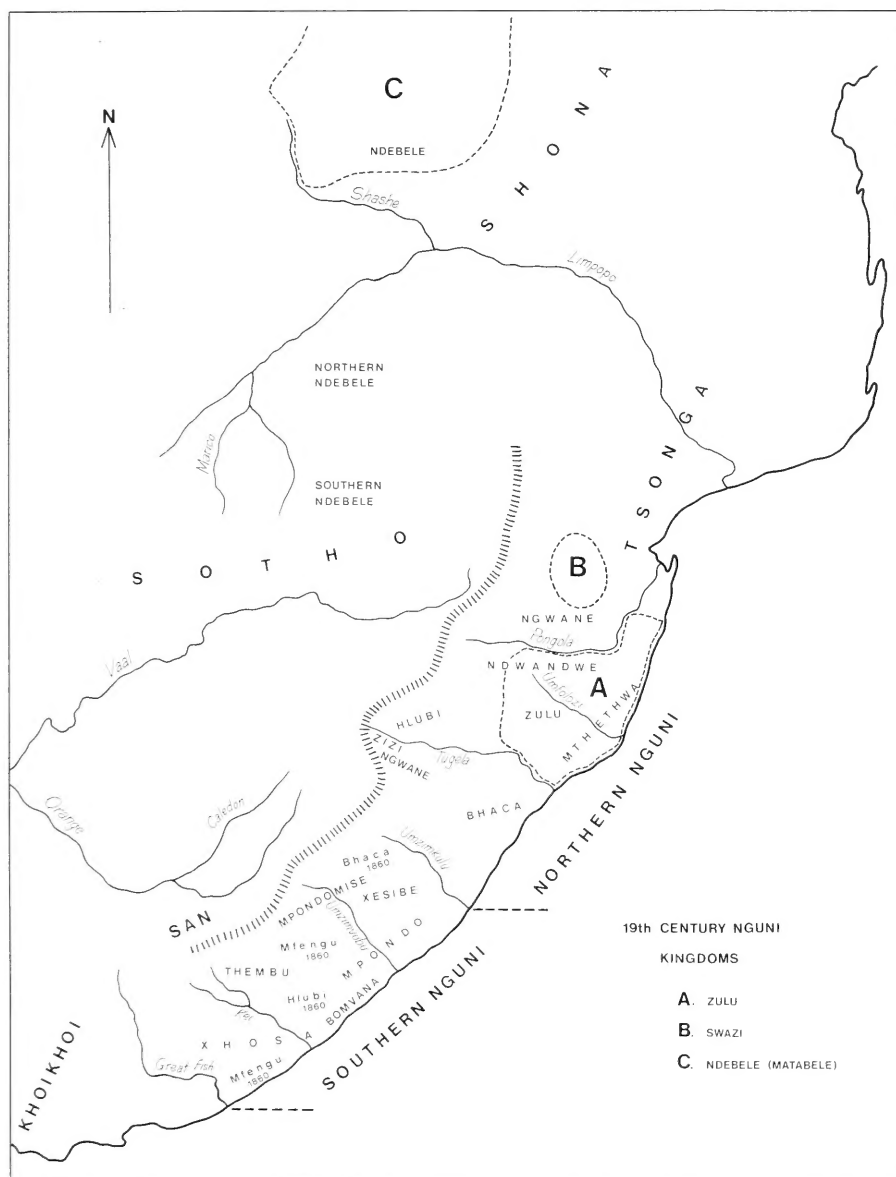 N
C
NDEBELE
SHONA
Shashe
Limpopo
NORTHERN
NDEBELE
Marico
SOUTHERN
NDEBELE
TSONGA
SOTHO
B
NGWANE
Pongola
Vaal
NDWANDWE
A
Umfolozi
ZULU
MTHETHWA
HLUBI
ZIZI
NGWANE
Tugela
Orange
Caledon
BHACA
NORTHERN NGUNI
Umzimkulu
Bhaca
1860
MPONDOMISE
XESIBE
SAN
Umzimvubu
Mfengu
1860
MPONDO
THEMBU
Hlubi
1860
BOMVANA
SOUTHERN NGUNI
Kei
XHOSA
Great Fish
Mfengu
1860
KHOIKHOI
19th CENTURY NGUNI
KINGDOMS
A. ZULU
B. SWAZI
C. NDEBELE (MATABELE)